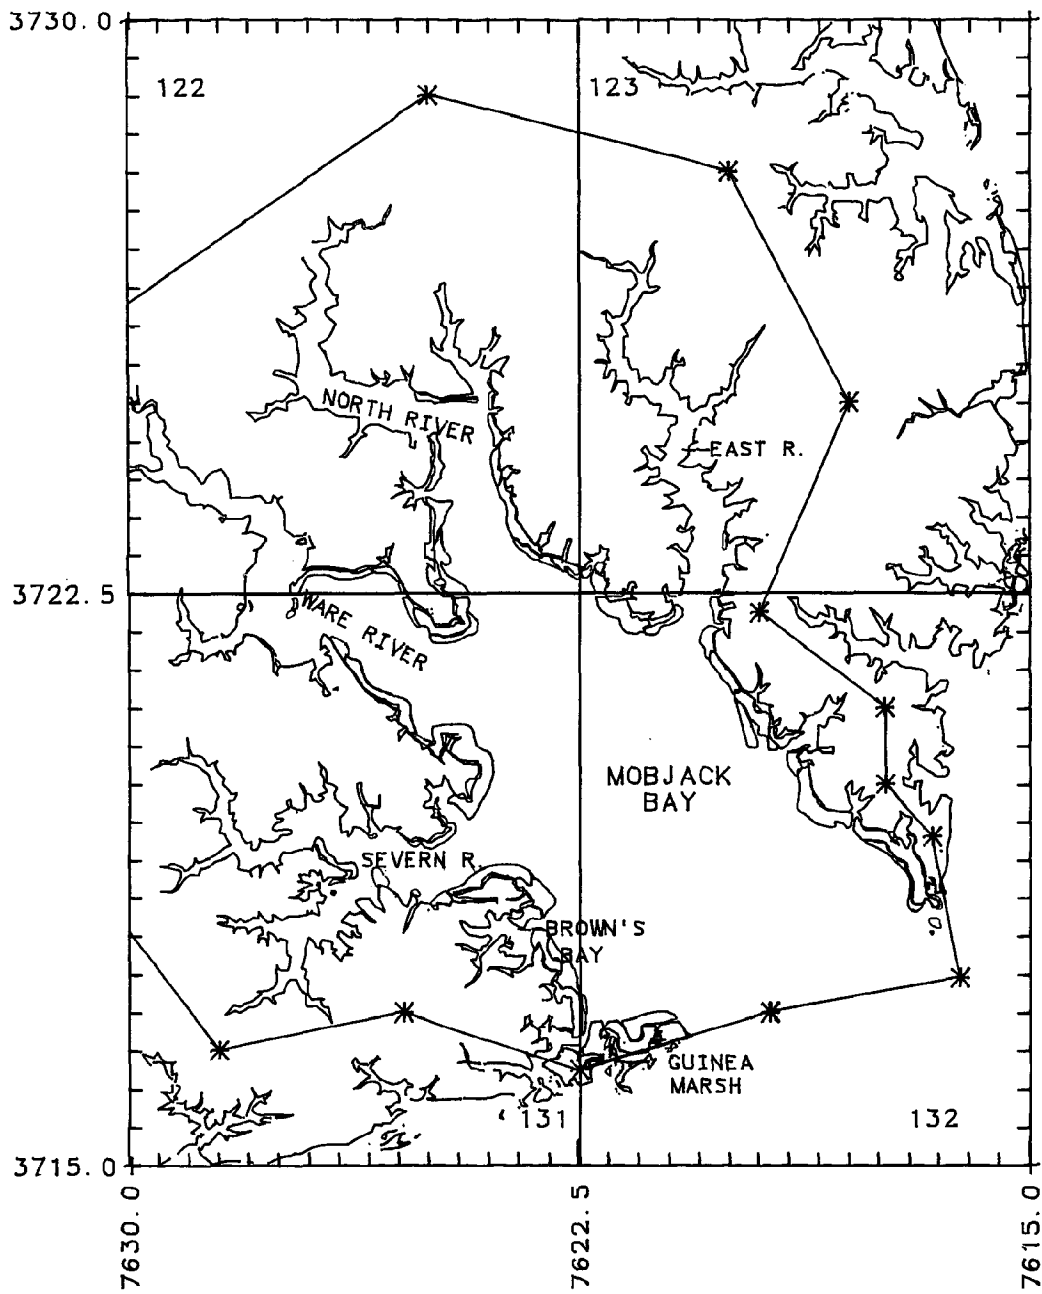 3730.0
122
123
NORTH RIVER
EAST R.
3722.5
WARE RIVER
MOBJACK
BAY
SEVERN R.
BROWN'S
BAY
GUINEA
MARSH
131
132
3715.0
7630.0
7622.5
7615.0